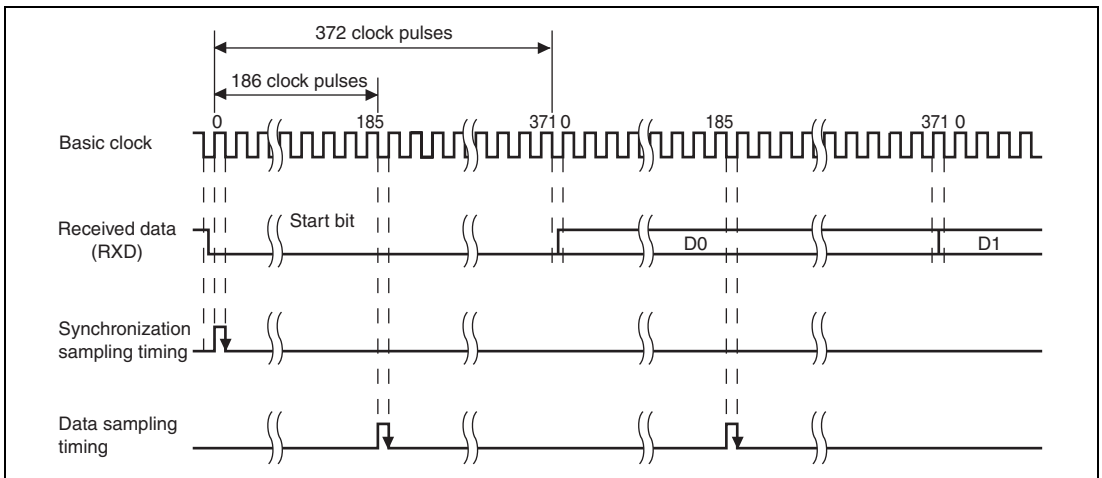 372 clock pulses
186 clock pulses
0 185 371 0 185 371 0
Basic clock
Received data
(RXD)
Start bit
D0 D1
Synchronization
sampling timing
Data sampling
timing